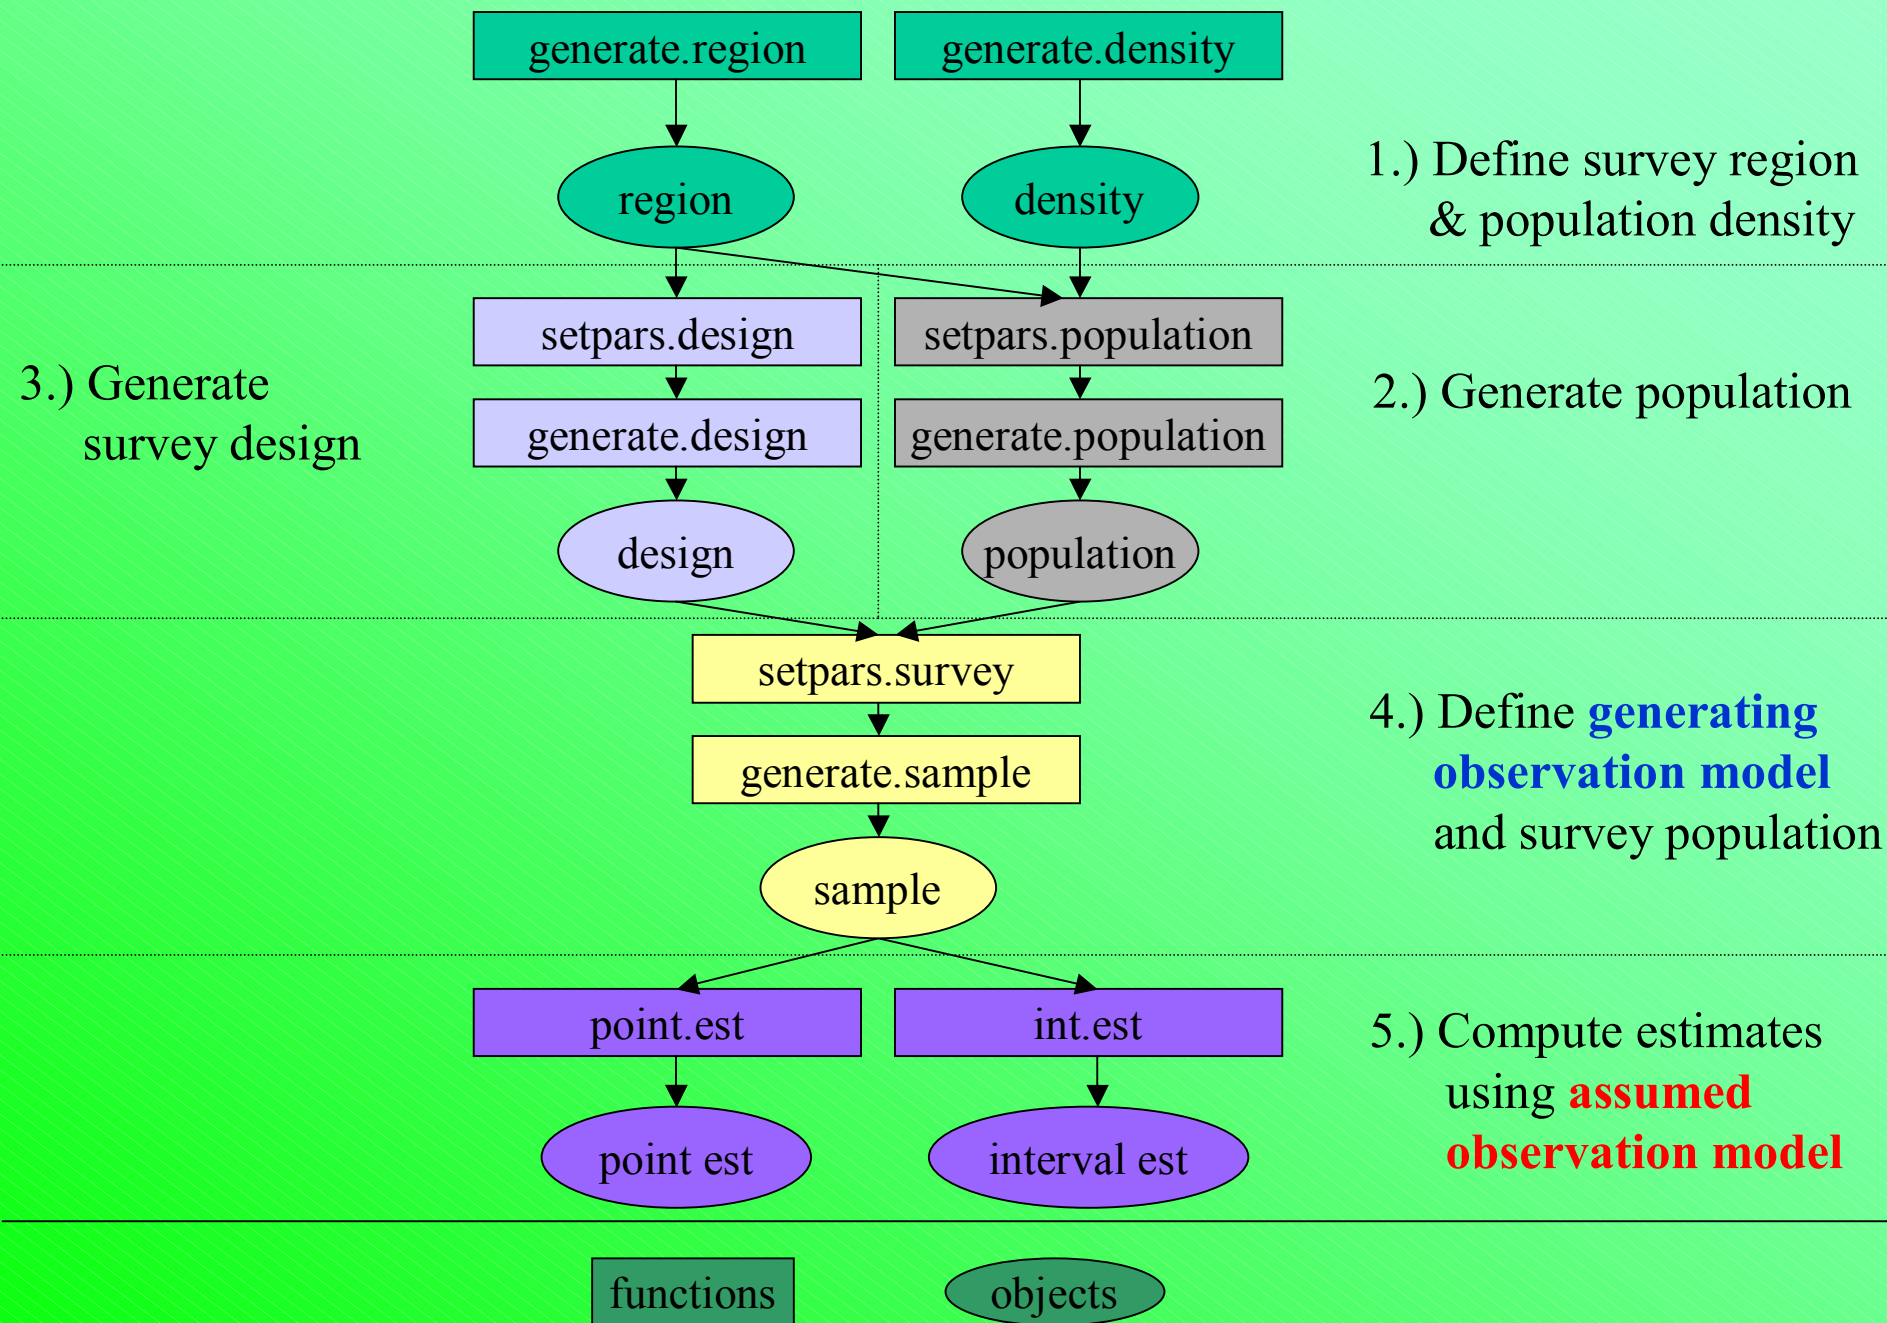 generate.region
generate.density
region
density
1.) Define survey region
& population density
setpars.design
setpars.population
3.) Generate
survey design
2.) Generate population
generate.design
generate.population
design
population
setpars.survey
4.) Define generating
observation model
and survey population
generate.sample
sample
point.est
int.est
5.) Compute estimates
using assumed
observation model
point est
interval est
functions
objects